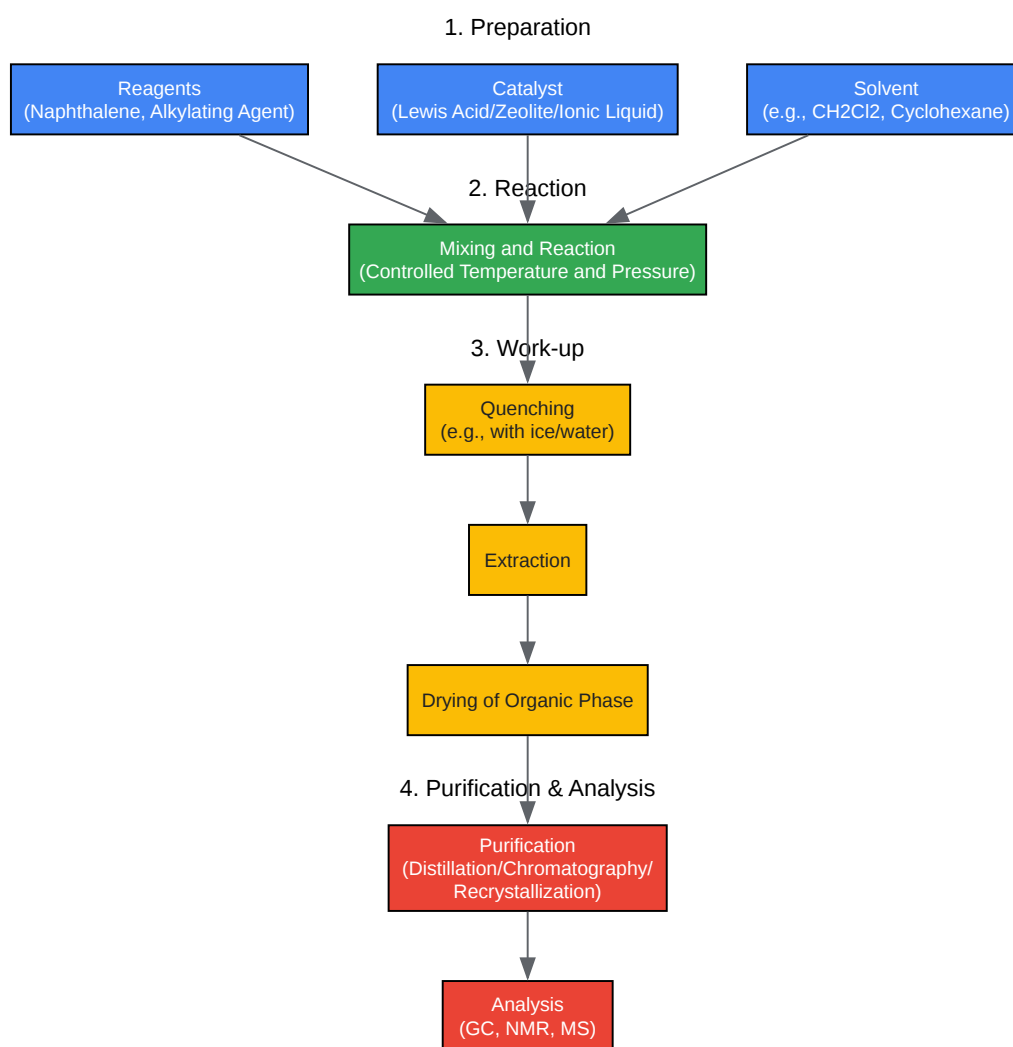 1. Preparation
Reagents
(Naphthalene, Alkylating Agent)
Catalyst
(Lewis Acid/Zeolite/Ionic Liquid)
Solvent
(e.g., CH2Cl2, Cyclohexane)
2. Reaction
Mixing and Reaction
(Controlled Temperature and Pressure)
3. Work-up
Quenching
(e.g., with ice/water)
Extraction
Drying of Organic Phase
4. Purification & Analysis
Purification
(Distillation/Chromatography/
Recrystallization)
Analysis
(GC, NMR, MS)